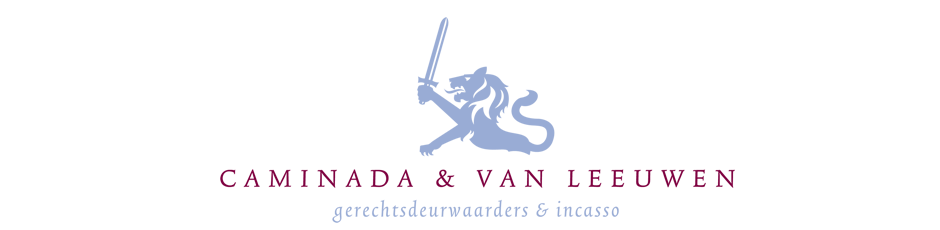 CAMINADA & VAN LEEUWEN
gerechtsdeurwaarders & incasso